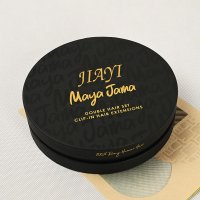 JIAYI
Maya Jama
DOUBLE HAIR SET
CLIP-IN HAIR EXTENSIONS